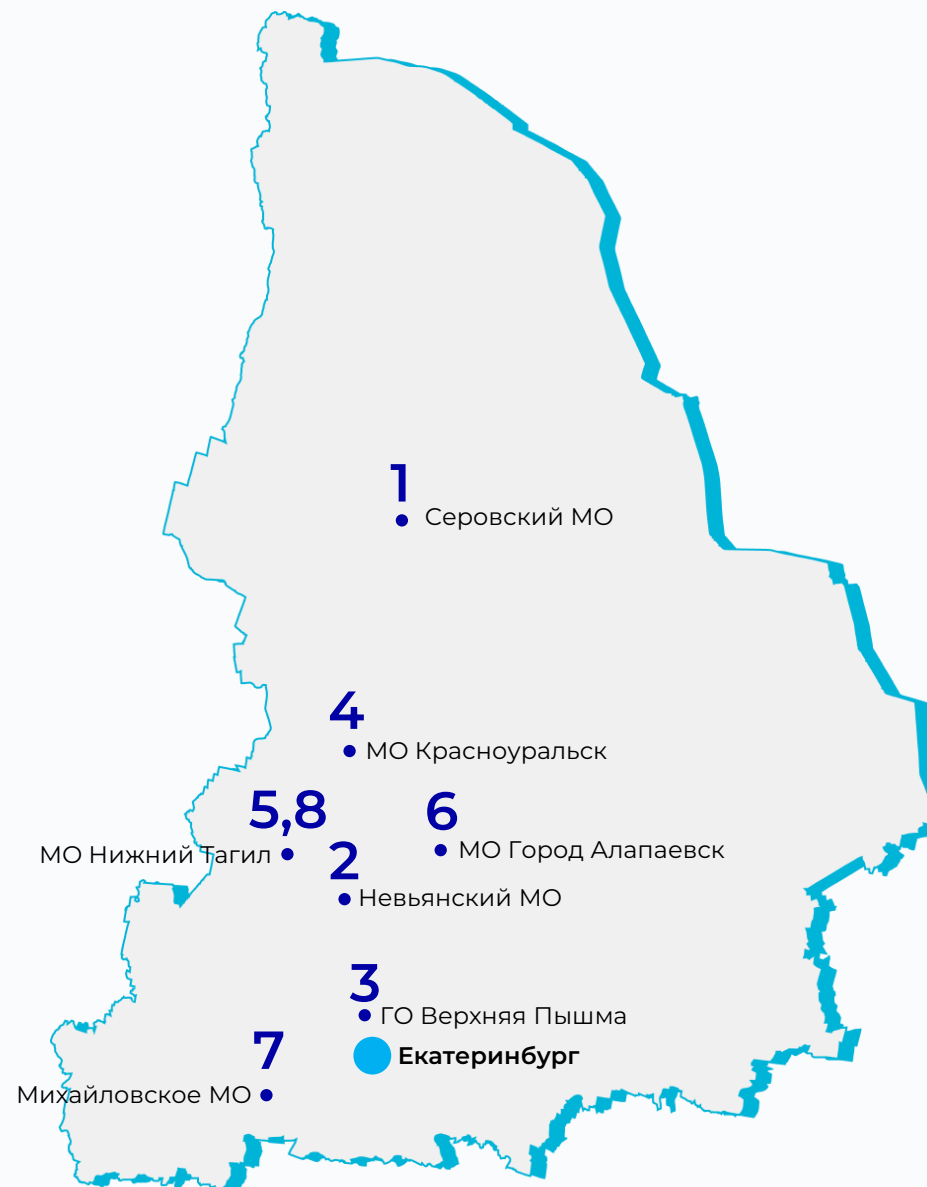 1
Серовский МО
4
МО Красноуральск
5,8
МО Нижний Тагил
6
МО Город Алапаевск
2
Невьянский МО
3
ГО Верхняя Пышма
Екатеринбург
7
Михайловское МО